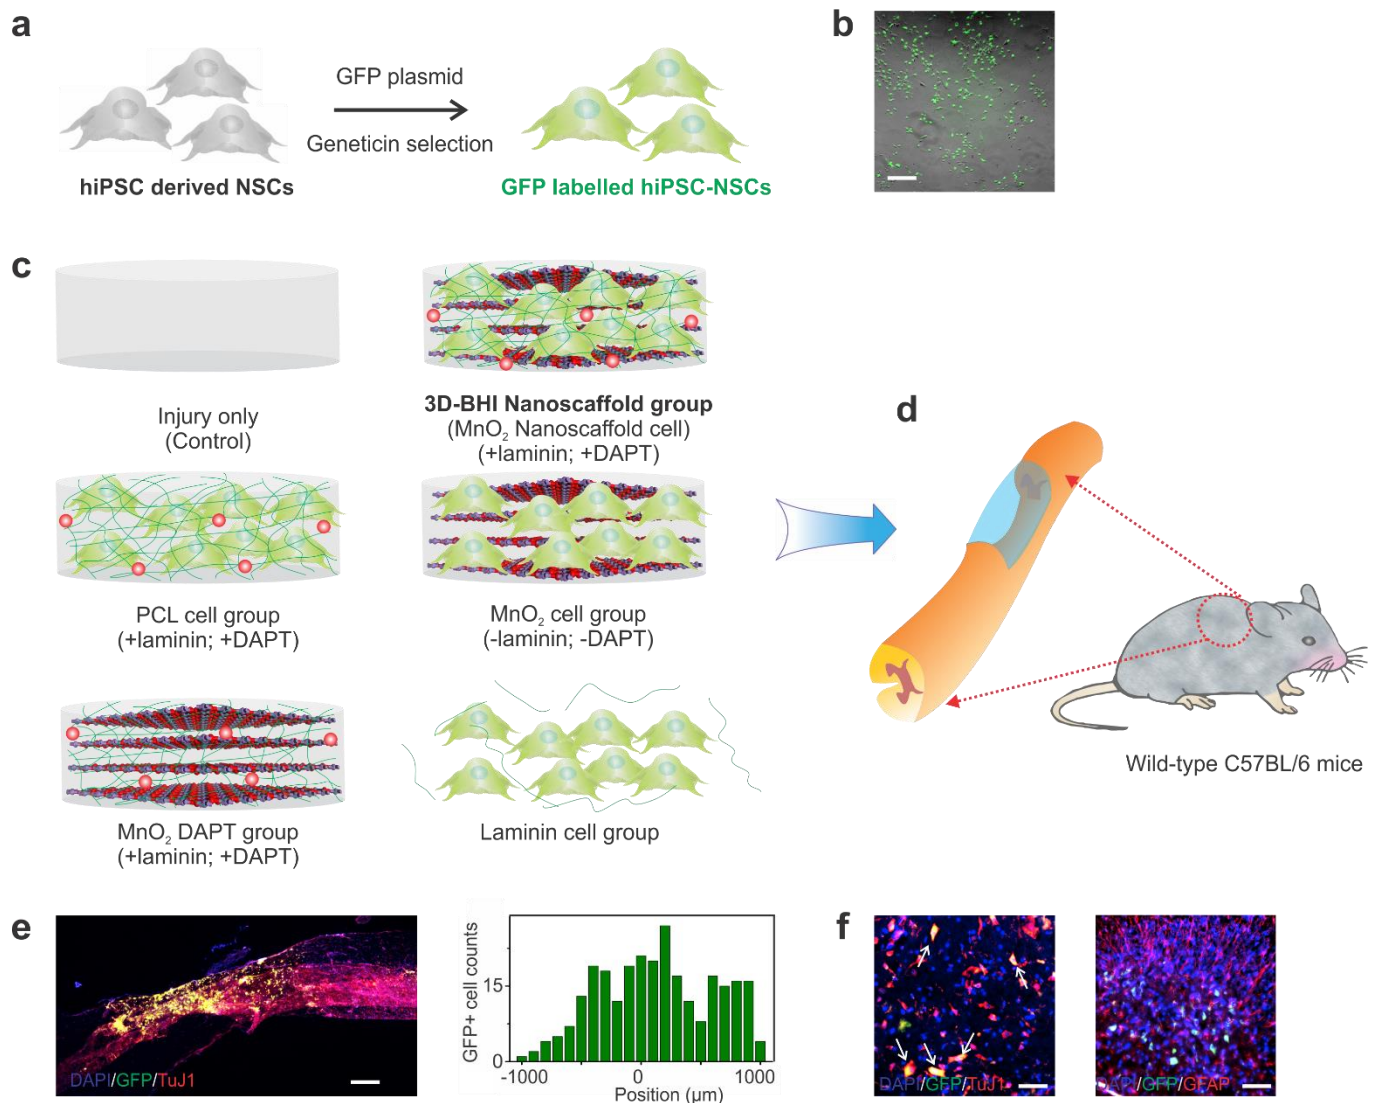 a
GFP plasmid
Geneticin selection
hiPSC derived NSCs
GFP labelled hiPSC-NSCs
b
c
Injury only
(Control)
3D-BHI Nanoscaffold group
(MnO₂ Nanoscaffold cell)
(+laminin; +DAPT)
PCL cell group
(+laminin; +DAPT)
MnO₂ cell group
(-laminin; -DAPT)
MnO₂ DAPT group
(+laminin; +DAPT)
Laminin cell group
d
Wild-type C57BL/6 mice
e
DAPI/GFP/TuJ1
GFP+ cell counts
15
0
-1000
0
1000
Position (µm)
f
DAPI/GFP/TuJ1
DAPI/GFP/GFAP